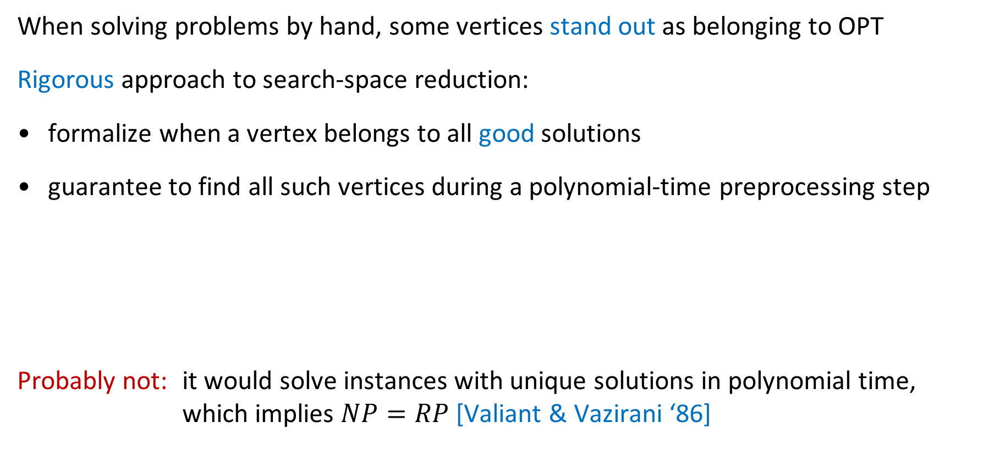 When solving problems by hand, some vertices stand out as belonging to OPT
Rigorous approach to search-space reduction:
• formalize when a vertex belongs to all good solutions
• guarantee to find all such vertices during a polynomial-time preprocessing step
Probably not: it would solve instances with unique solutions in polynomial time,
which implies 𝑁𝑃 = 𝑅𝑃 [Valiant & Vazirani ‘86]